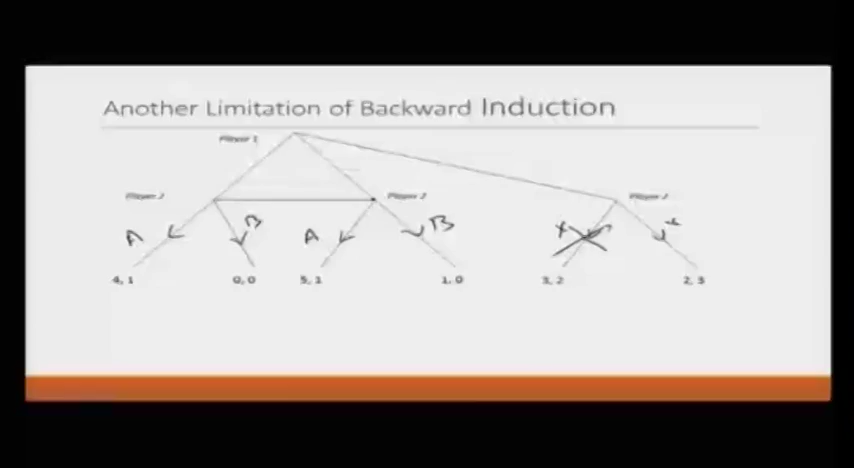 Another Limitation of Backward Induction
Player 1
Player 2
Player 2
Player 2
A
B
A
B
4, 1
0, 0
5, 1
1, 0
3, 2
2, 3